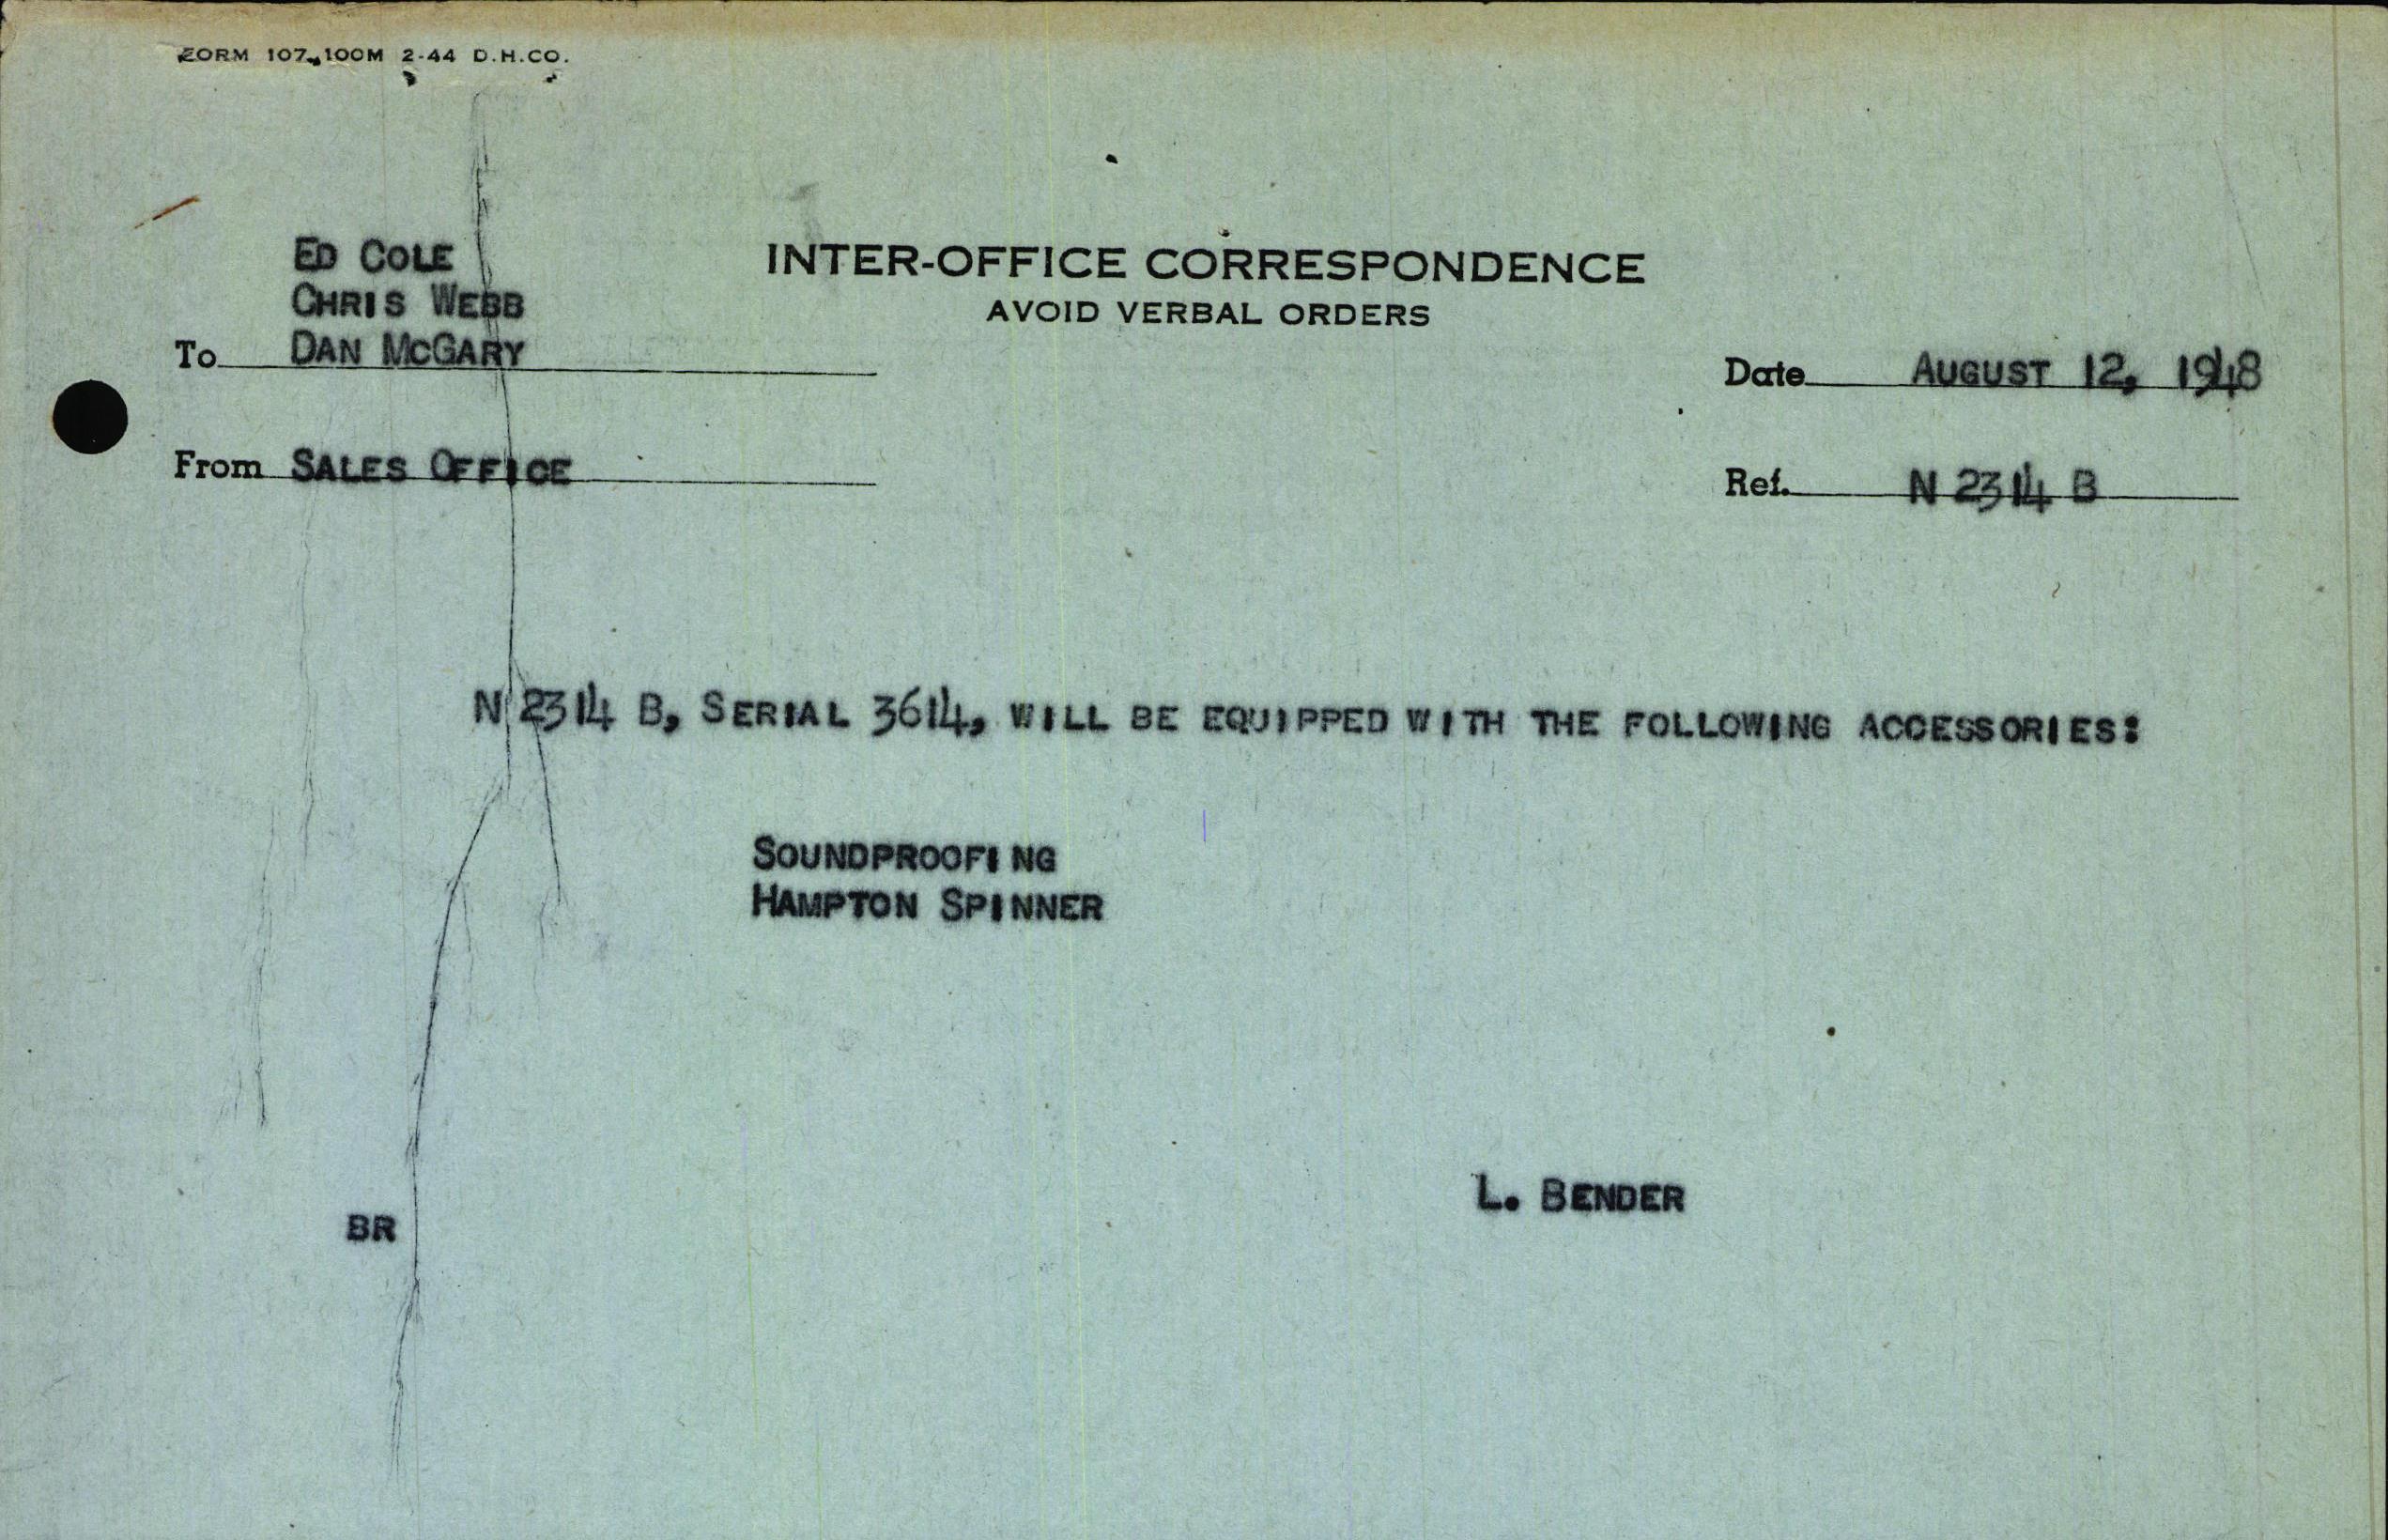 FORM 107 100M 2-44 D.H.CO.
INTER-OFFICE CORRESPONDENCE
AVOID VERBAL ORDERS
ED COLE
CHRIS WEBB
To DAN MCGARY
Date AUGUST 12, 1948
From SALES OFFICE
Ref. N 2314 B
N 2314 B, SERIAL 3614, WILL BE EQUIPPED WITH THE FOLLOWING ACCESSORIES:
SOUNDPROOFING
HAMPTON SPINNER
L. BENDER
BR